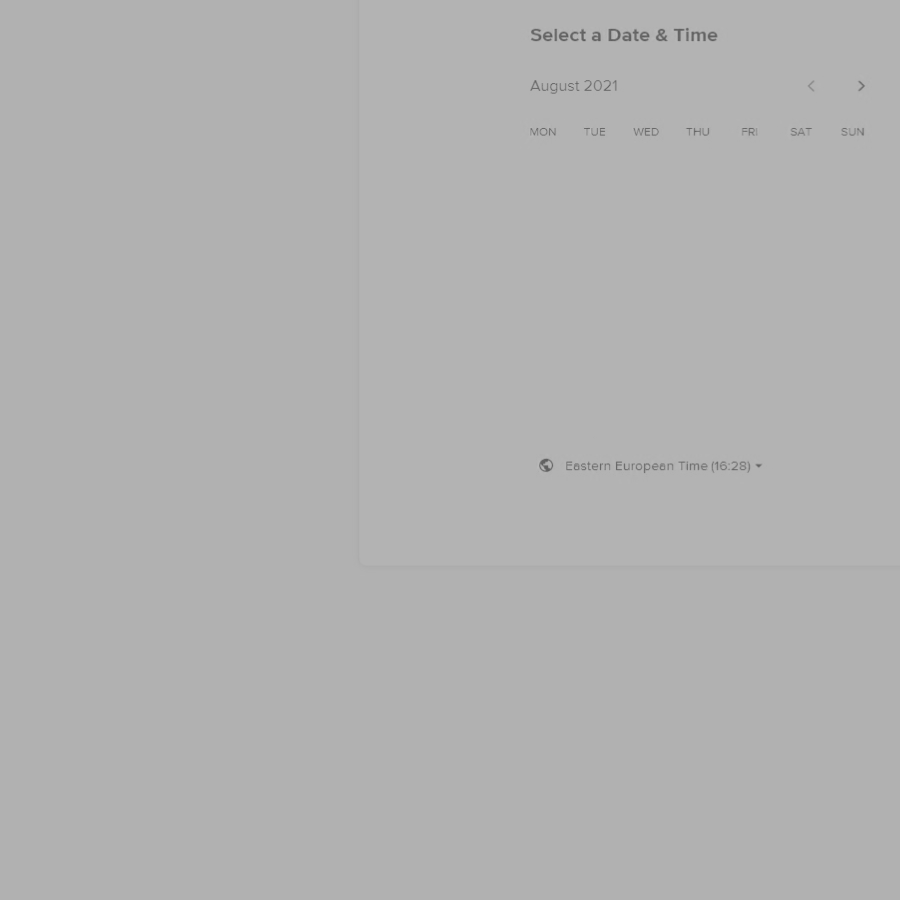 Select a Date & Time
August 2021
MON TUE WED THU FRI SAT SUN
Eastern European Time (16:28)